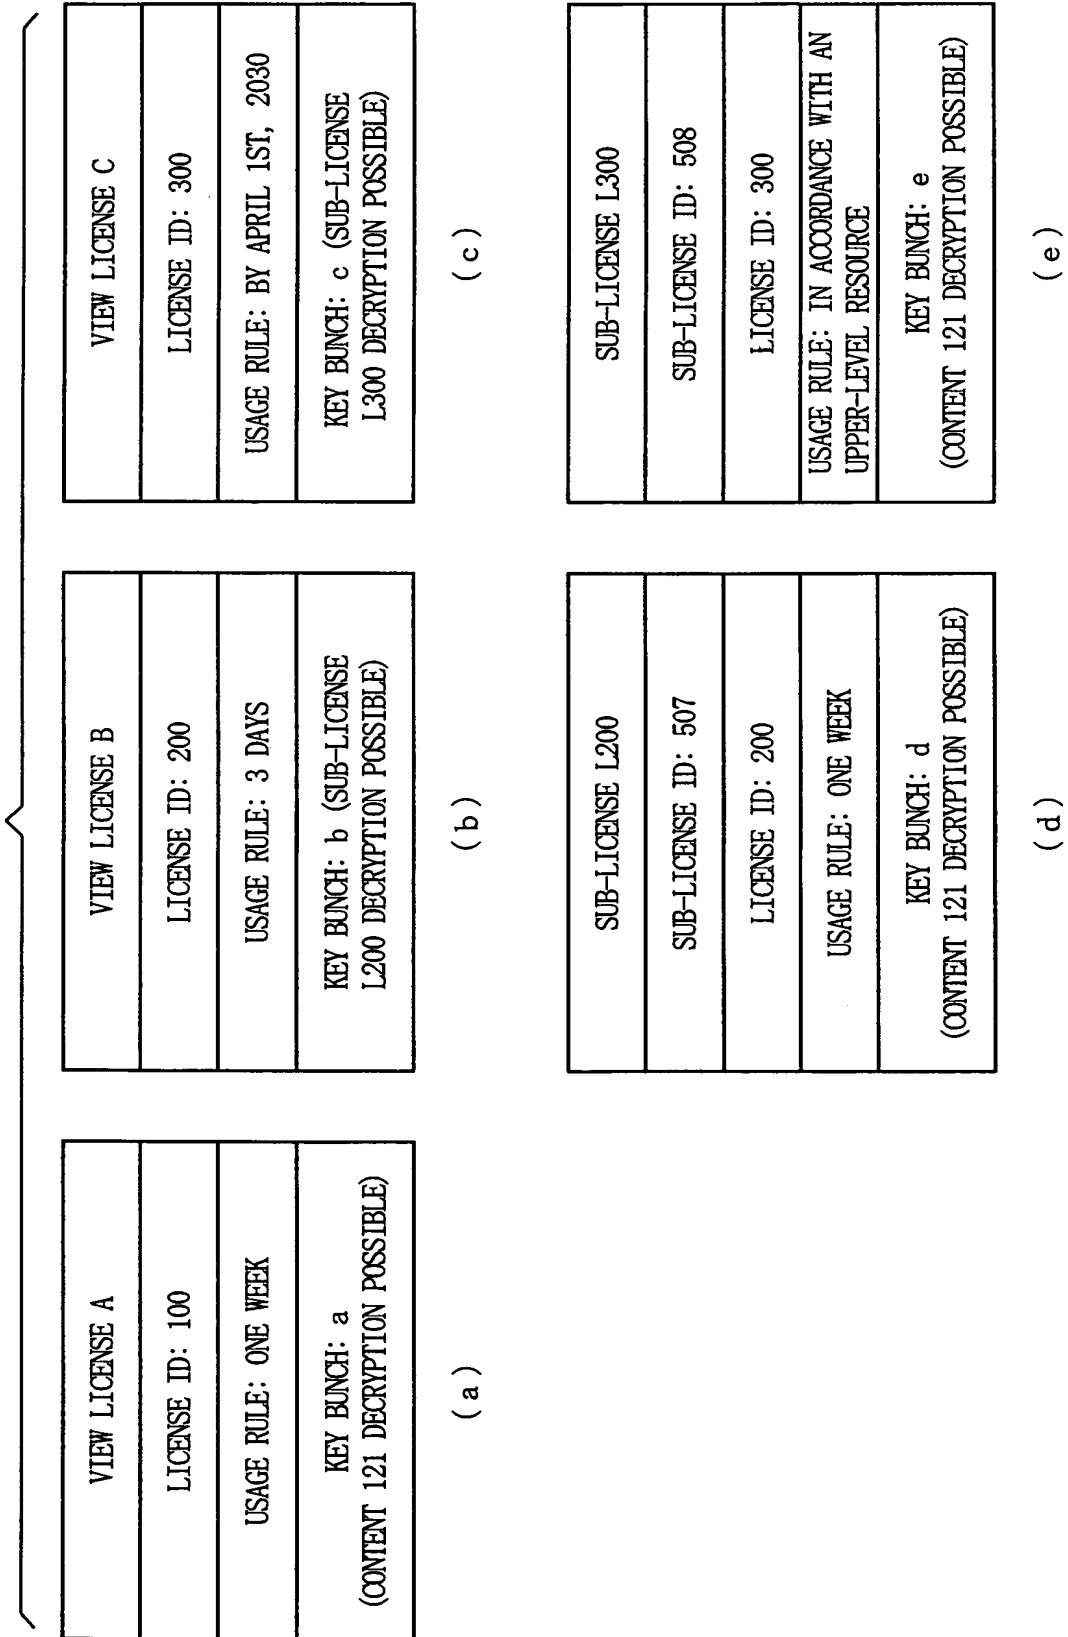 VIEW LICENSE A
LICENSE ID: 100
USAGE RULE: ONE WEEK
KEY BUNCH: a
(CONTENT 121 DECRYPTION POSSIBLE)
(a)
VIEW LICENSE B
LICENSE ID: 200
USAGE RULE: 3 DAYS
KEY BUNCH: b (SUB-LICENSE
L200 DECRYPTION POSSIBLE)
(b)
VIEW LICENSE C
LICENSE ID: 300
USAGE RULE: BY APRIL 1ST, 2030
KEY BUNCH: c (SUB-LICENSE
L300 DECRYPTION POSSIBLE)
(c)
SUB-LICENSE L200
SUB-LICENSE ID: 507
LICENSE ID: 200
USAGE RULE: ONE WEEK
KEY BUNCH: d
(CONTENT 121 DECRYPTION POSSIBLE)
(d)
SUB-LICENSE L300
SUB-LICENSE ID: 508
LICENSE ID: 300
USAGE RULE: IN ACCORDANCE WITH AN
UPPER-LEVEL RESOURCE
KEY BUNCH: e
(CONTENT 121 DECRYPTION POSSIBLE)
(e)